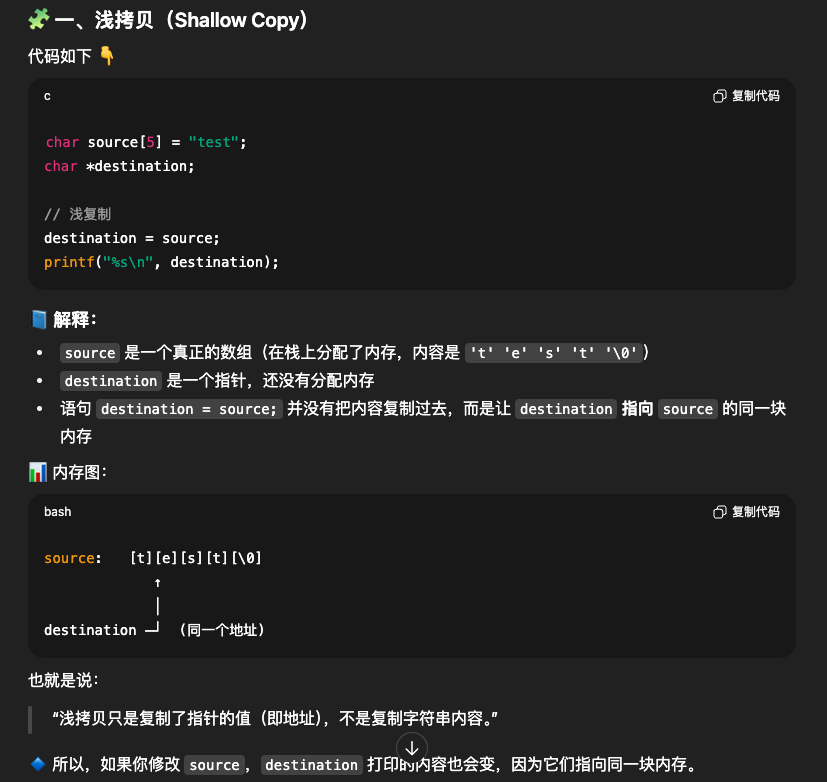 🧩 一、浅拷贝（Shallow Copy）
代码如下 👇
c
复制代码
char source[5] = "test";
char *destination;
// 浅复制
destination = source;
printf("%s\n", destination);
📘 解释：
• source 是一个真正的数组（在栈上分配了内存，内容是 't' 'e' 's' 't' '\0'）
• destination 是一个指针，还没有分配内存
• 语句 destination = source; 并没有把内容复制过去，而是让 destination 指向 source 的同一块
内存
📊 内存图：
bash
复制代码
source:   [t][e][s][t][\0]
↑
│
destination ─┘  （同一个地址）
也就是说：
“浅拷贝只是复制了指针的值（即地址），不是复制字符串内容。”
🔹 所以，如果你修改 source，destination 打印的内容也会变，因为它们指向同一块内存。